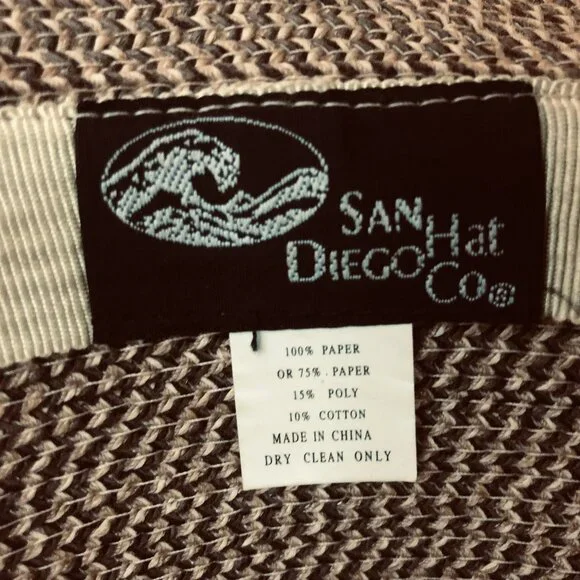 SAN
DIEGO
Hat
Co®
100% PAPER
OR 75% . PAPER
15% POLY
10% COTTON
MADE IN CHINA
DRY CLEAN ONLY